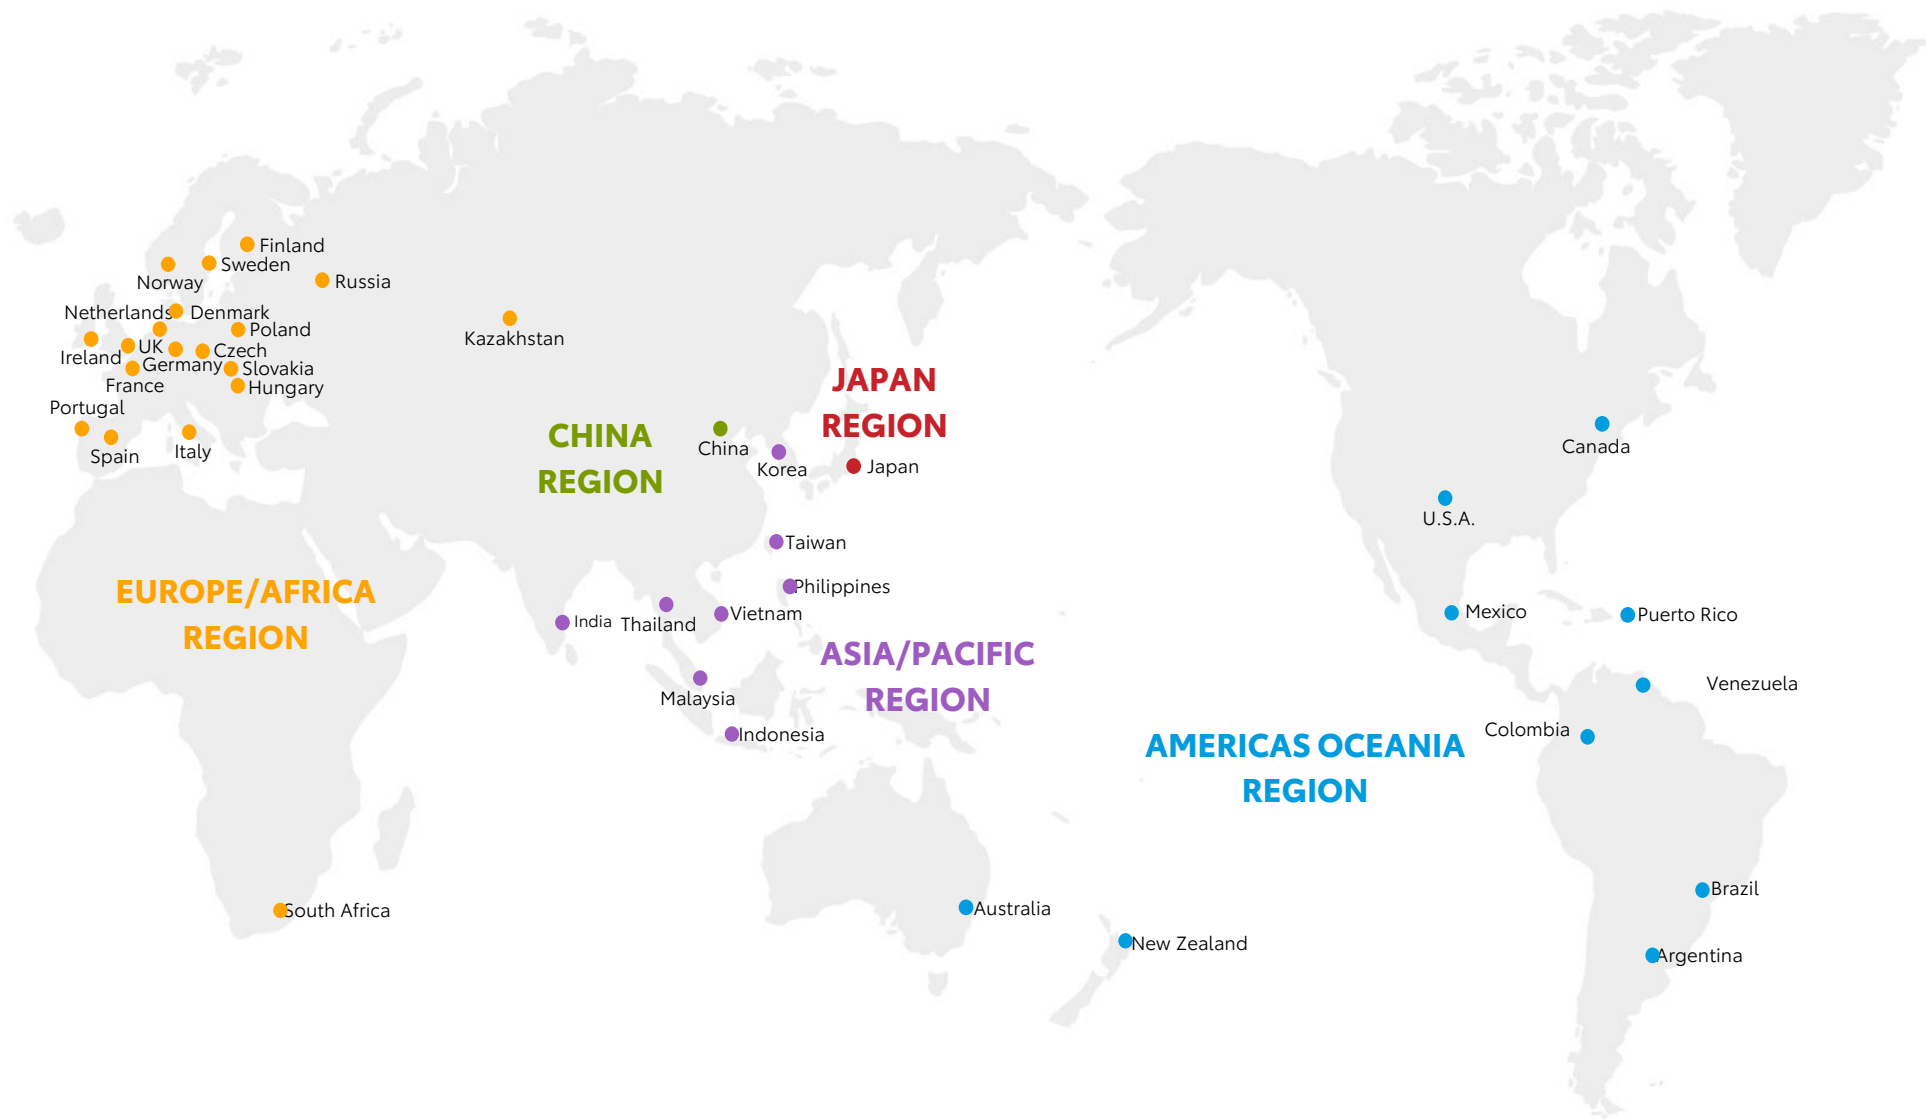 Finland
Sweden
Norway
Russia
Netherlands
Denmark
Poland
Kazakhstan
UK
Czech
Ireland
Germany
Slovakia
France
Hungary
Portugal
Spain
Italy
JAPAN
REGION
CHINA
REGION
China
Korea
Japan
Canada
U.S.A.
Taiwan
Philippines
EUROPE/AFRICA
REGION
India
Thailand
Vietnam
Mexico
Puerto Rico
ASIA/PACIFIC
REGION
Malaysia
Indonesia
Venezuela
Colombia
AMERICAS OCEANIA
REGION
South Africa
Australia
New Zealand
Brazil
Argentina